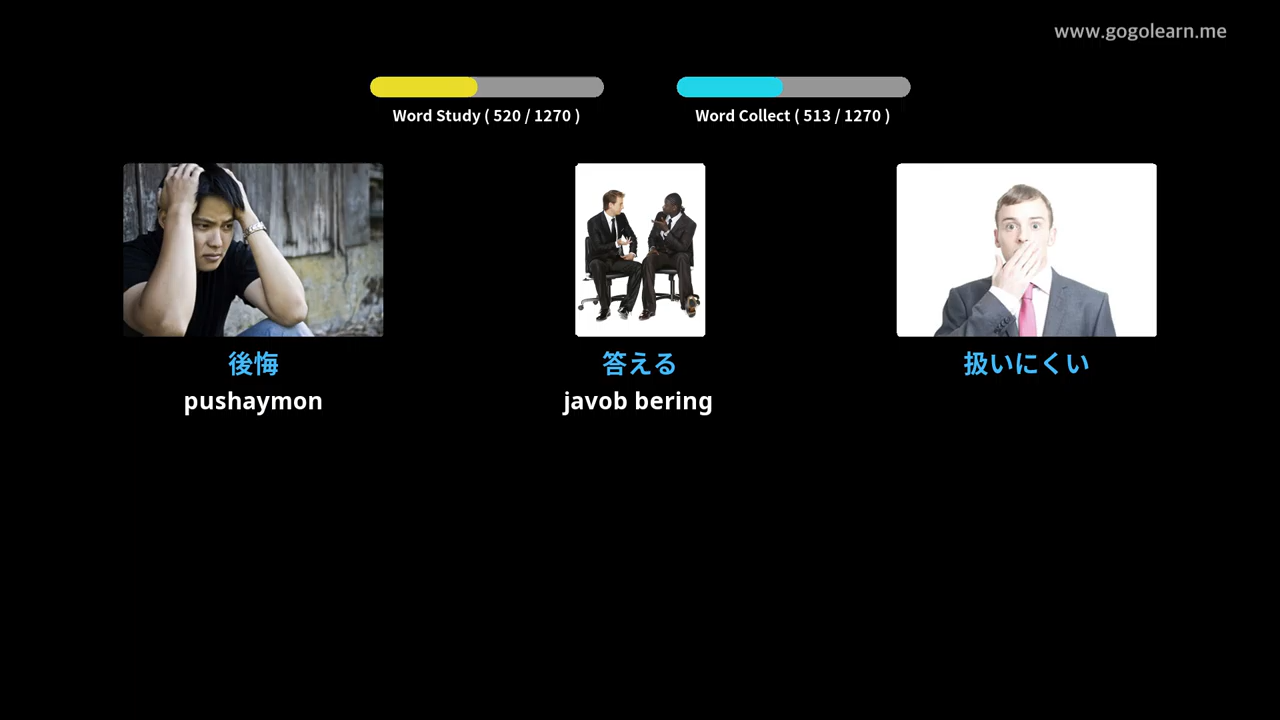 www.gogolearn.me
Word Study ( 520 / 1270 )
Word Collect ( 513 / 1270 )
後悔
答える
扱いにくい
pushaymon
javob bering